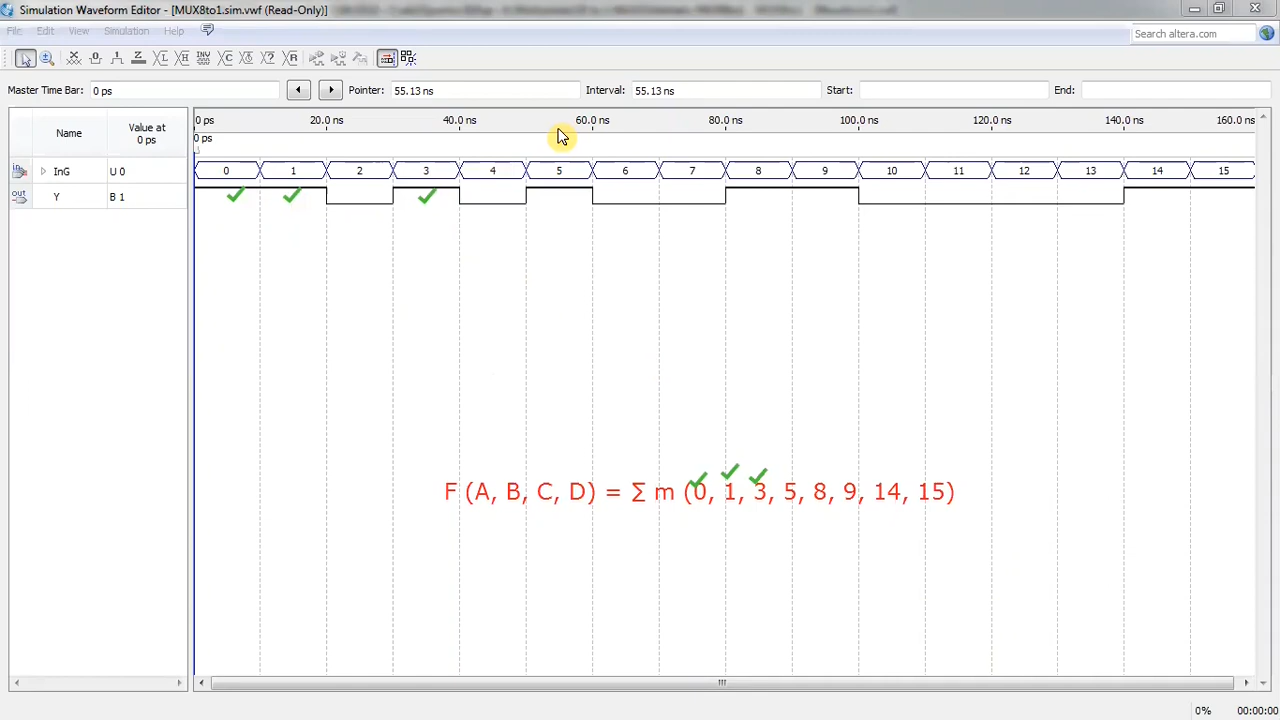 Simulation Waveform Editor - [MUX8to1.sim.vwf (Read-Only)]
File Edit View Simulation Help
Search altera.com
Master Time Bar: 0 ps Pointer: 55.13 ns Interval: 55.13 ns Start: End:
Name Value at 0 ps
0 ps 20.0 ns 40.0 ns 60.0 ns 80.0 ns 100.0 ns 120.0 ns 140.0 ns 160.0 ns
0 ps
InG U 0 0 1 2 3 4 5 6 7 8 9 10 11 12 13 14 15
Y B 1
F (A, B, C, D) = Σ m (0, 1, 3, 5, 8, 9, 14, 15)
0% 00:00:00